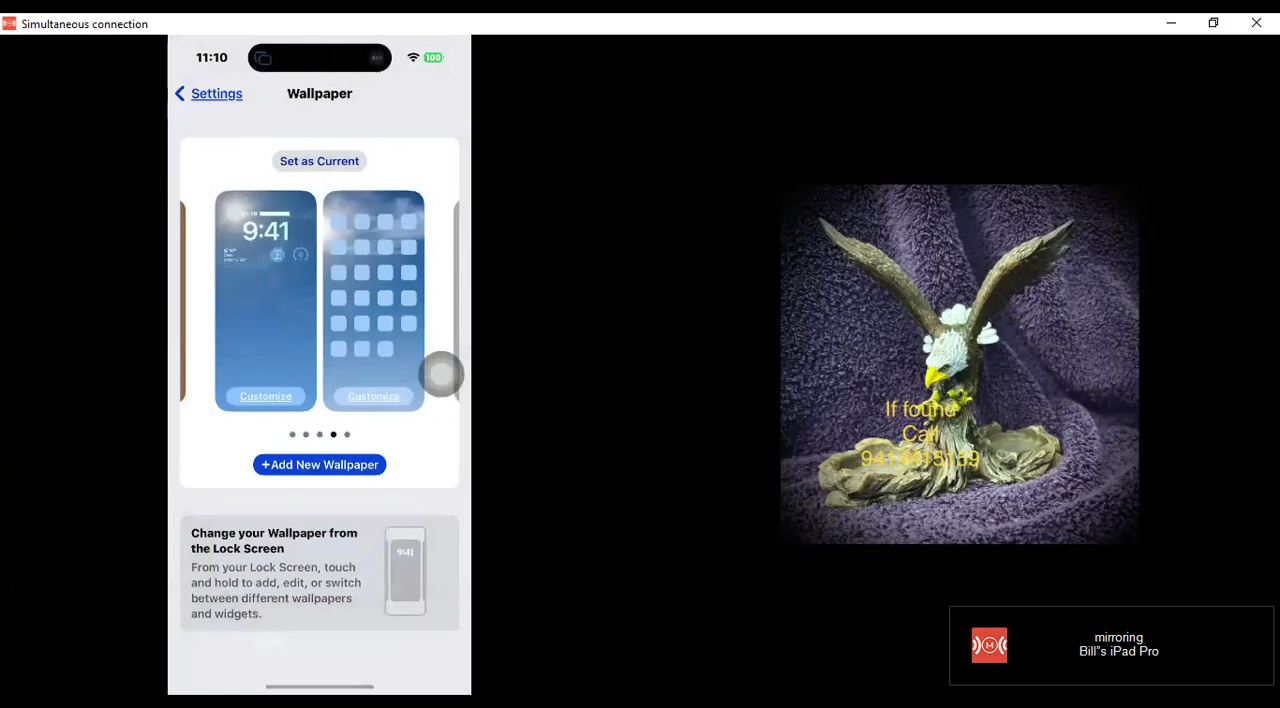 Simultaneous connection
11:10
100
Settings
Wallpaper
Set as Current
9:41
Customize
Customize
+Add New Wallpaper
Change your Wallpaper from
the Lock Screen
From your Lock Screen, touch
and hold to add, edit, or switch
between different wallpapers
and widgets.
9:41
If found
Call
M
mirroring
Bill"s iPad Pro